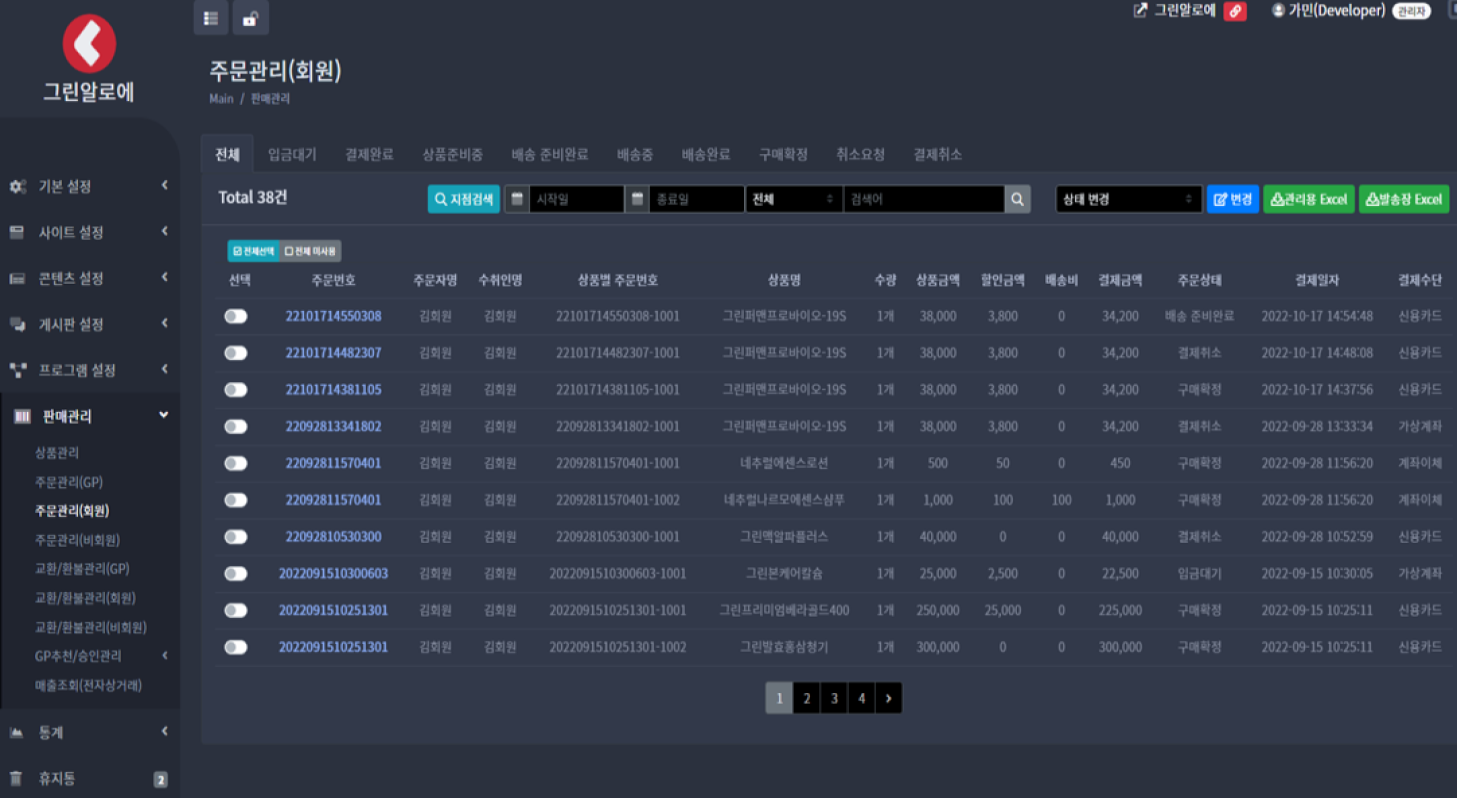 그린알로에
가민(Developer) 관리자
그린알로에
주문관리(회원)
Main / 판매관리
전체 입금대기 결제완료 상품준비중 배송 준비완료 배송중 배송완료 구매확정 취소요청 결제취소
Total 38건 지점검색 시작일 종료일 전체 검색어 상태 변경 변경 관리용 Excel 발송장 Excel
전체선택 전체 미사용
선택 주문번호 주문자명 수취인명 상품별 주문번호 상품명 수량 상품금액 할인금액 배송비 결제금액 주문상태 결제일자 결제수단
22101714550308 김회원 김회원 22101714550308-1001 그린퍼맨프로바이오-19S 1개 38,000 3,800 0 34,200 배송 준비완료 2022-10-17 14:54:48 신용카드
22101714482307 김회원 김회원 22101714482307-1001 그린퍼맨프로바이오-19S 1개 38,000 3,800 0 34,200 결제취소 2022-10-17 14:48:08 신용카드
22101714381105 김회원 김회원 22101714381105-1001 그린퍼맨프로바이오-19S 1개 38,000 3,800 0 34,200 구매확정 2022-10-17 14:37:56 신용카드
22092813341802 김회원 김회원 22092813341802-1001 그린퍼맨프로바이오-19S 1개 38,000 3,800 0 34,200 결제취소 2022-09-28 13:33:34 가상계좌
22092811570401 김회원 김회원 22092811570401-1001 네추럴에센스로션 1개 500 50 0 450 구매확정 2022-09-28 11:56:20 계좌이체
22092811570401 김회원 김회원 22092811570401-1002 네추럴나르모에센스샴푸 1개 1,000 100 100 1,000 구매확정 2022-09-28 11:56:20 계좌이체
22092810530300 김회원 김회원 22092810530300-1001 그린맥알파플러스 1개 40,000 0 0 40,000 결제취소 2022-09-28 10:52:59 신용카드
2022091510300603 김회원 김회원 2022091510300603-1001 그린본케어칼슘 1개 25,000 2,500 0 22,500 입금대기 2022-09-15 10:30:05 가상계좌
2022091510251301 김회원 김회원 2022091510251301-1001 그린프리미엄베라골드400 1개 250,000 25,000 0 225,000 구매확정 2022-09-15 10:25:11 신용카드
2022091510251301 김회원 김회원 2022091510251301-1002 그린발효홍삼청기 1개 300,000 0 0 300,000 구매확정 2022-09-15 10:25:11 신용카드
1 2 3 4 >
기본 설정
사이트 설정
콘텐츠 설정
게시판 설정
프로그램 설정
판매관리
상품관리
주문관리(GP)
주문관리(회원)
주문관리(비회원)
교환/환불관리(GP)
교환/환불관리(회원)
교환/환불관리(비회원)
GP추천/승인관리
매출조회(전자상거래)
통계
휴지통 2